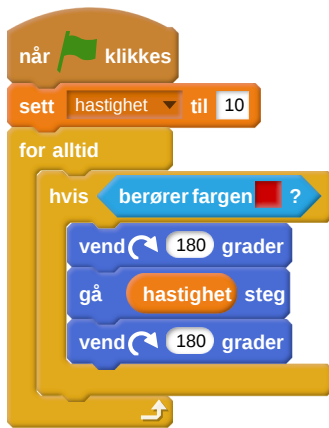 når klikkes
sett hastighet til 10
for alltid
hvis berører fargen ?
vend 180 grader
gå hastighet steg
vend 180 grader